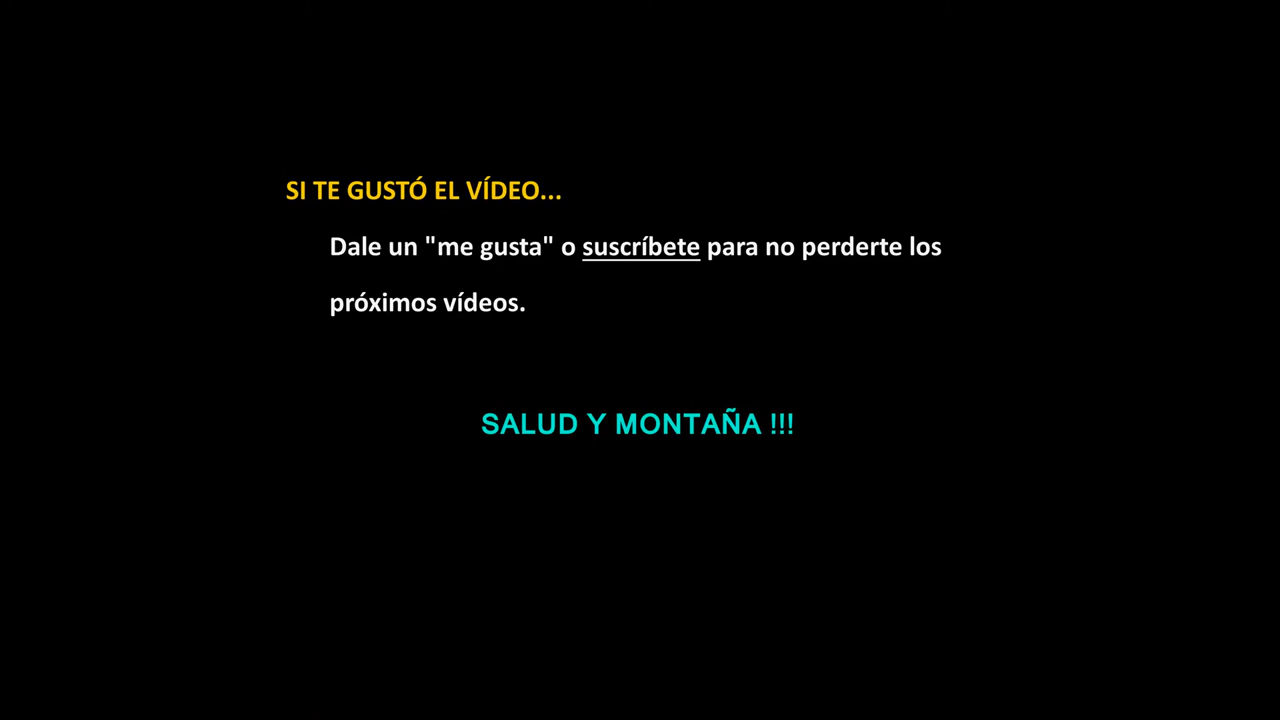 SI TE GUSTÓ EL VÍDEO...
Dale un "me gusta" o suscríbete para no perderte los
próximos vídeos.
SALUD Y MONTAÑA !!!